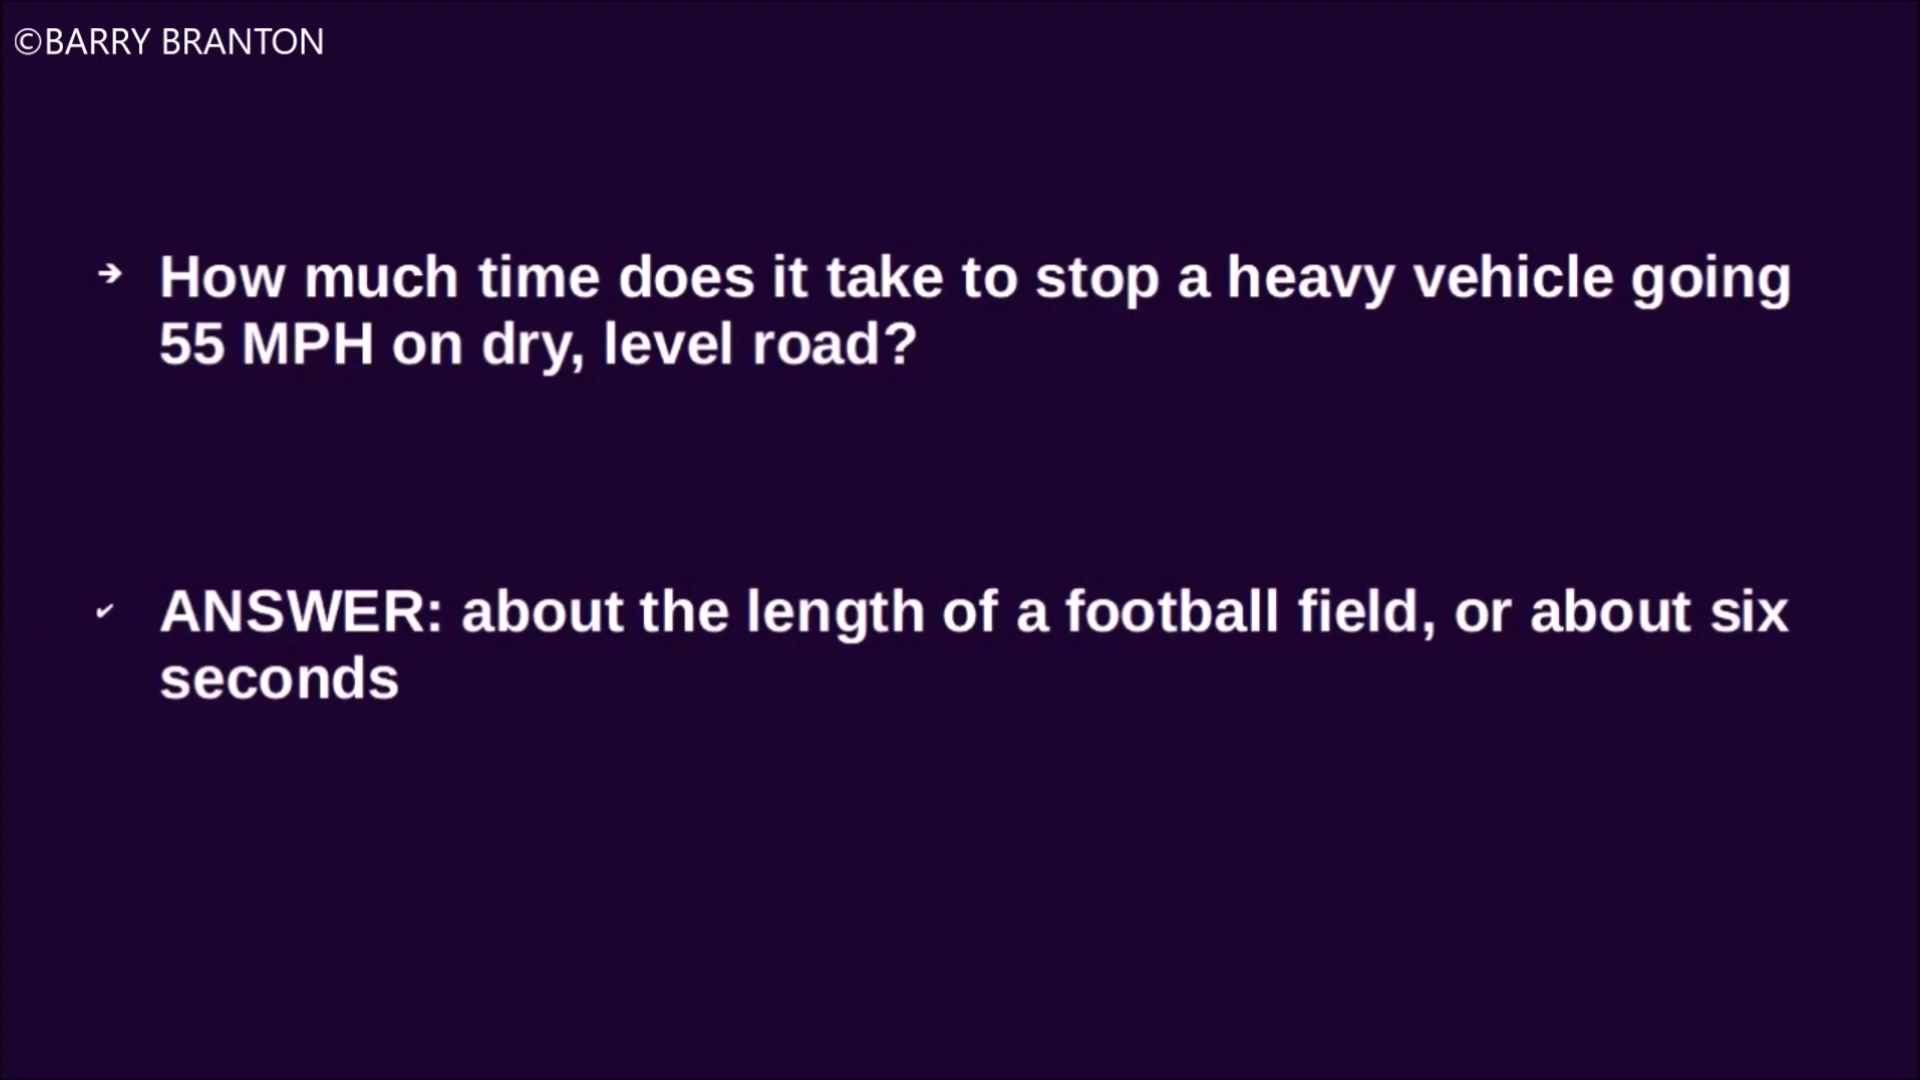 ©BARRY BRANTON
➔ How much time does it take to stop a heavy vehicle going
55 MPH on dry, level road?
✔ ANSWER: about the length of a football field, or about six
seconds